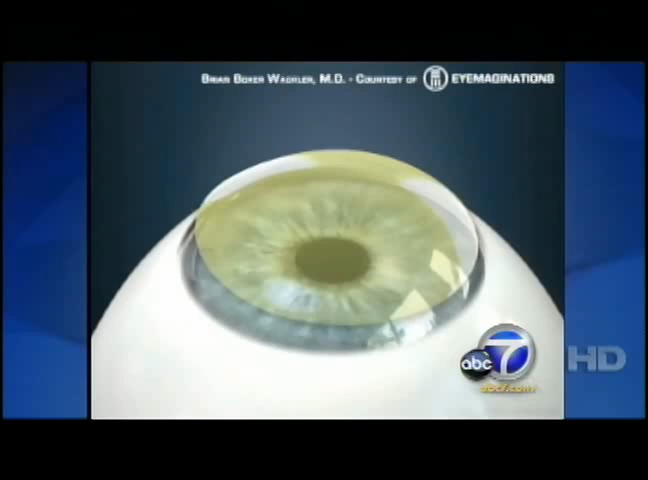 BRIAN BOXER WACHLER, M.D. - COURTESY OF EYEMAGINATIONS
abc 7 HD
abc7.com